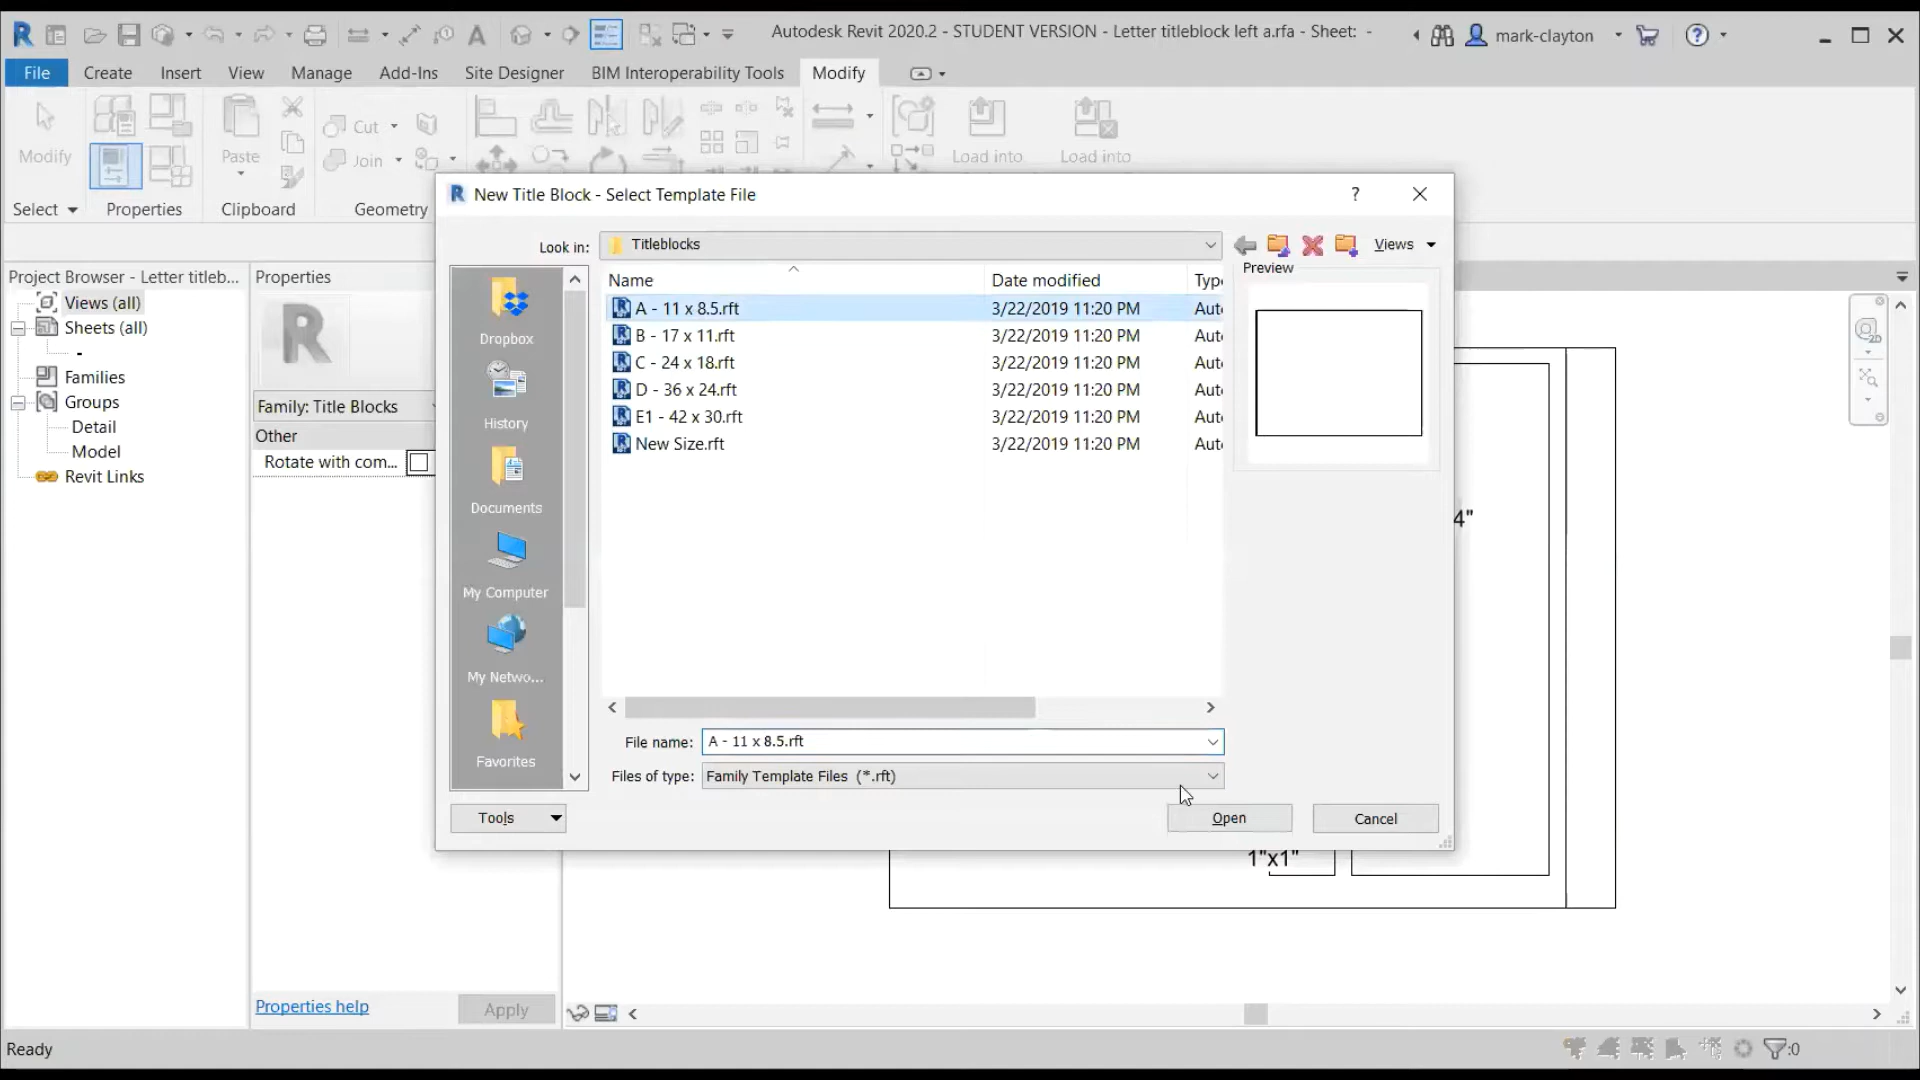 Autodesk Revit 2020.2 - STUDENT VERSION - Letter titleblock left a.rfa - Sheet: -
mark-clayton
File Create Insert View Manage Add-Ins Site Designer BIM Interoperability Tools Modify
Modify
Paste
Cut
Join
Load into
Load into
Select Properties Clipboard Geometry
New Title Block - Select Template File
?
Look in: Titleblocks
Views
Project Browser - Letter titleb...
Views (all)
Sheets (all)
-
Families
Groups
Detail
Model
Revit Links
Properties
Family: Title Blocks
Other
Rotate with com...
Properties help
Apply
Dropbox
History
Documents
My Computer
My Netwo...
Favorites
Name Date modified Type
A - 11 x 8.5.rft 3/22/2019 11:20 PM Aut
B - 17 x 11.rft 3/22/2019 11:20 PM Aut
C - 24 x 18.rft 3/22/2019 11:20 PM Aut
D - 36 x 24.rft 3/22/2019 11:20 PM Aut
E1 - 42 x 30.rft 3/22/2019 11:20 PM Aut
New Size.rft 3/22/2019 11:20 PM Aut
Preview
File name: A - 11 x 8.5.rft
Files of type: Family Template Files (*.rft)
Tools
Open
Cancel
4"
1"x1"
2D
Ready
:0